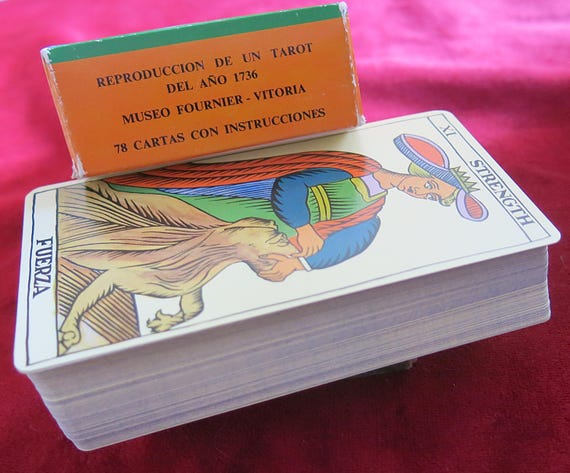 REPRODUCCION DE UN TAROT
DEL AÑO 1736
MUSEO FOURNIER - VITORIA
78 CARTAS CON INSTRUCCIONES
XI
STRENGTH
FUERZA